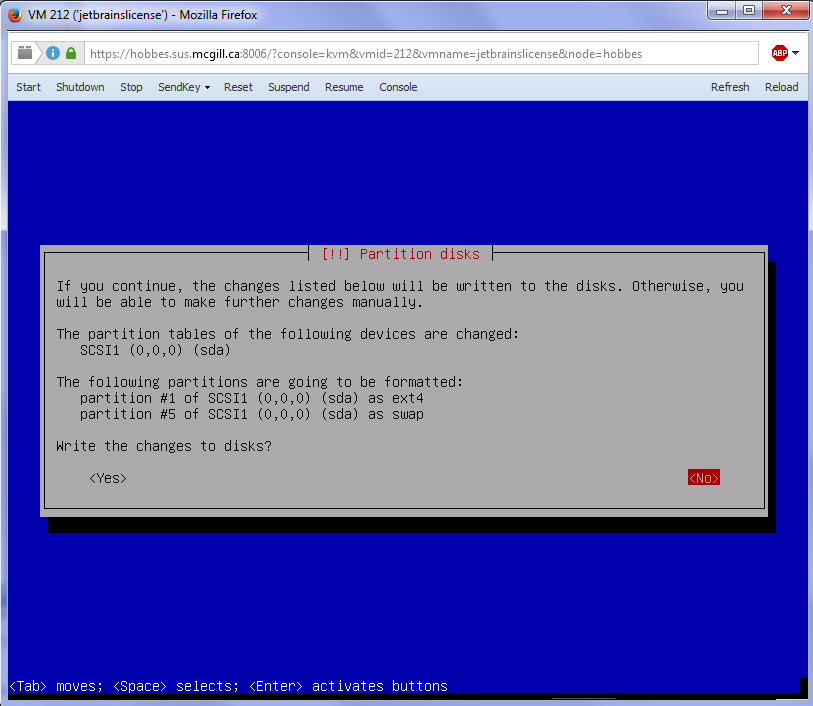 VM 212 ('jetbrainslicense') - Mozilla Firefox
https://hobbes.sus.mcgill.ca:8006/?console=kvm&vmid=212&vmname=jetbrainslicense&node=hobbes
ABP
Start Shutdown Stop SendKey Reset Suspend Resume Console Refresh Reload
[!!] Partition disks
If you continue, the changes listed below will be written to the disks. Otherwise, you
will be able to make further changes manually.
The partition tables of the following devices are changed:
SCSI1 (0,0,0) (sda)
The following partitions are going to be formatted:
partition #1 of SCSI1 (0,0,0) (sda) as ext4
partition #5 of SCSI1 (0,0,0) (sda) as swap
Write the changes to disks?
<Yes> <No>
<Tab> moves; <Space> selects; <Enter> activates buttons